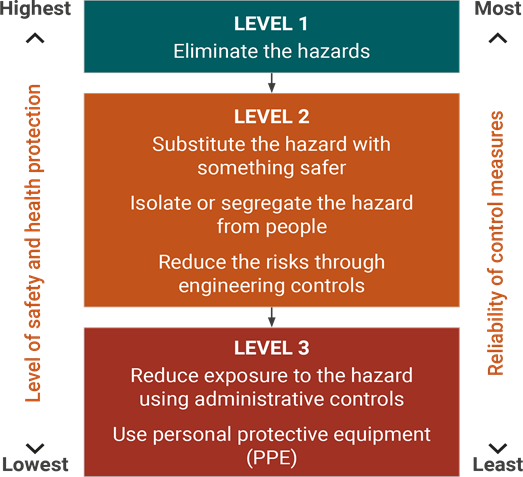 Highest
Most
LEVEL 1
Eliminate the hazards
LEVEL 2
Substitute the hazard with
something safer
Isolate or segregate the hazard
from people
Reduce the risks through
engineering controls
LEVEL 3
Reduce exposure to the hazard
using administrative controls
Use personal protective equipment
(PPE)
Level of safety and health protection
Reliability of control measures
Lowest
Least